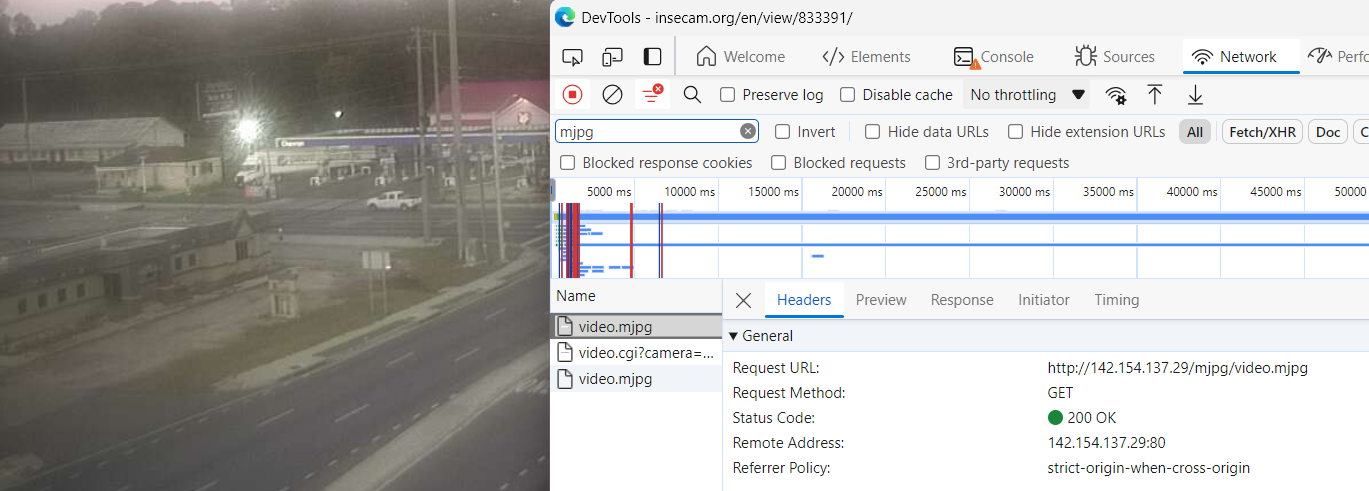 Chevron
DevTools - insecam.org/en/view/833391/
Welcome
Elements
Console
Sources
Network
Perfo
Preserve log
Disable cache
No throttling
mjpg
Invert
Hide data URLs
Hide extension URLs
All
Fetch/XHR
Doc
C
Blocked response cookies
Blocked requests
3rd-party requests
5000 ms
10000 ms
15000 ms
20000 ms
25000 ms
30000 ms
35000 ms
40000 ms
45000 ms
50000
Name
Headers
Preview
Response
Initiator
Timing
video.mjpg
video.cgi?camera=...
video.mjpg
General
Request URL: http://142.154.137.29/mjpg/video.mjpg
Request Method: GET
Status Code: 200 OK
Remote Address: 142.154.137.29:80
Referrer Policy: strict-origin-when-cross-origin